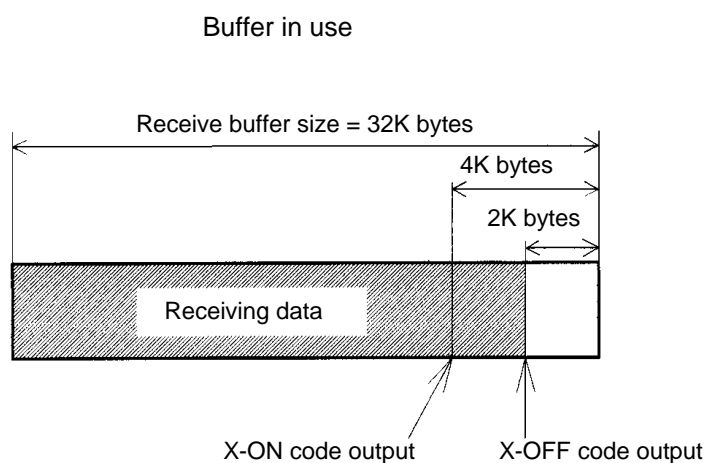 Buffer in use
Receive buffer size = 32K bytes
4K bytes
2K bytes
Receiving data
X-ON code output
X-OFF code output